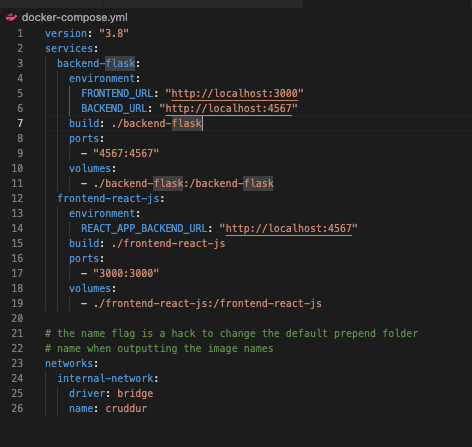 docker-compose.yml
1 version: "3.8"
2 services:
3   backend-flask:
4     environment:
5       FRONTEND_URL: "http://localhost:3000"
6       BACKEND_URL: "http://localhost:4567"
7     build: ./backend-flask
8     ports:
9       - "4567:4567"
10     volumes:
11       - ./backend-flask:/backend-flask
12   frontend-react-js:
13     environment:
14       REACT_APP_BACKEND_URL: "http://localhost:4567"
15     build: ./frontend-react-js
16     ports:
17       - "3000:3000"
18     volumes:
19       - ./frontend-react-js:/frontend-react-js
20
21 # the name flag is a hack to change the default prepend folder
22 # name when outputting the image names
23 networks:
24   internal-network:
25     driver: bridge
26     name: cruddur